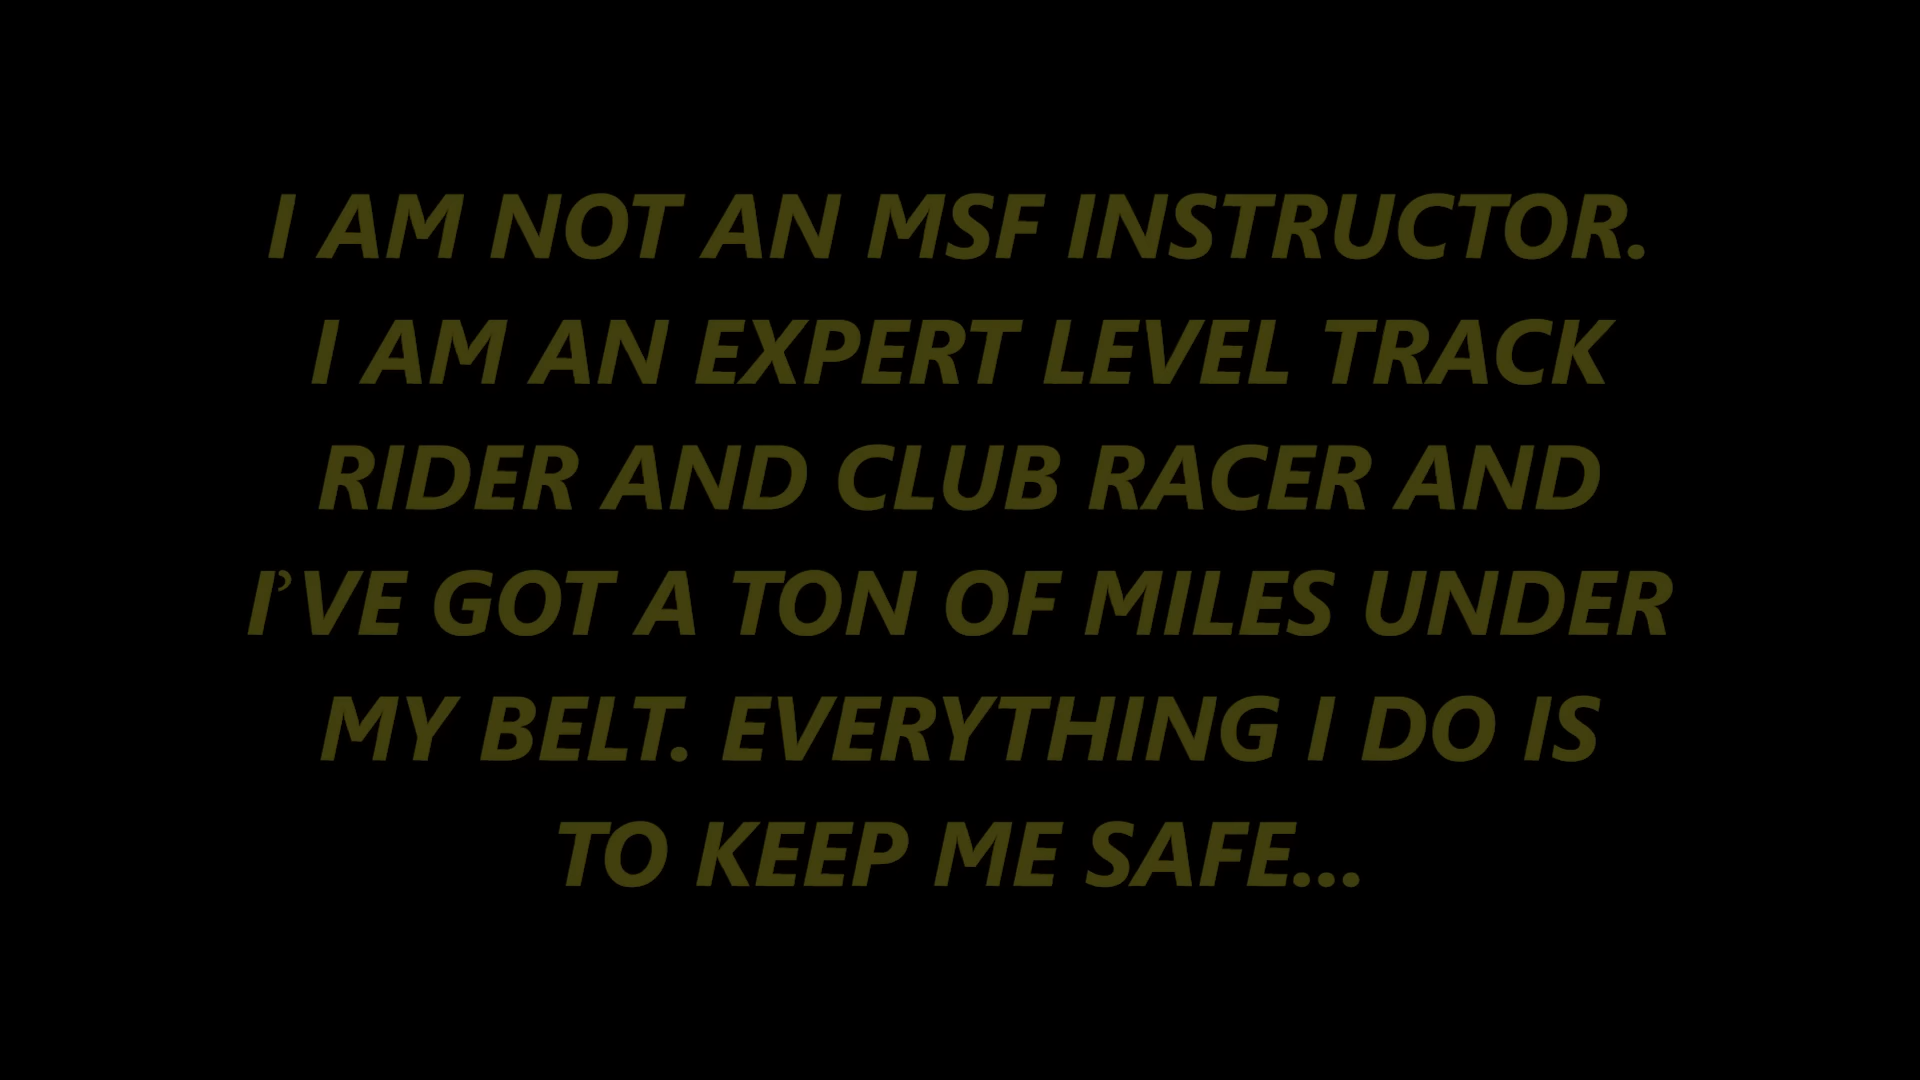 I AM NOT AN MSF INSTRUCTOR.
I AM AN EXPERT LEVEL TRACK
RIDER AND CLUB RACER AND
I’VE GOT A TON OF MILES UNDER
MY BELT. EVERYTHING I DO IS
TO KEEP ME SAFE...